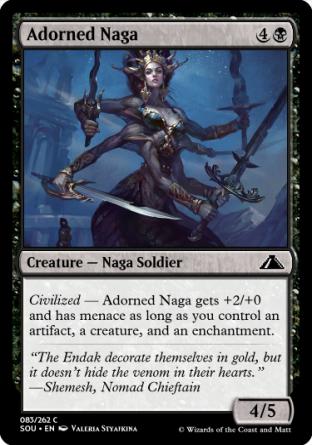 Adorned Naga 4
Creature — Naga Soldier
Civilized — Adorned Naga gets +2/+0
and has menace as long as you control an
artifact, a creature, and an enchantment.
"The Endak decorate themselves in gold, but
it doesn't hide the venom in their hearts."
—Shemesh, Nomad Chieftain
4/5
083/262 C
SOU • EN Valeria Styajkina
© Wizards of the Coast and Matt